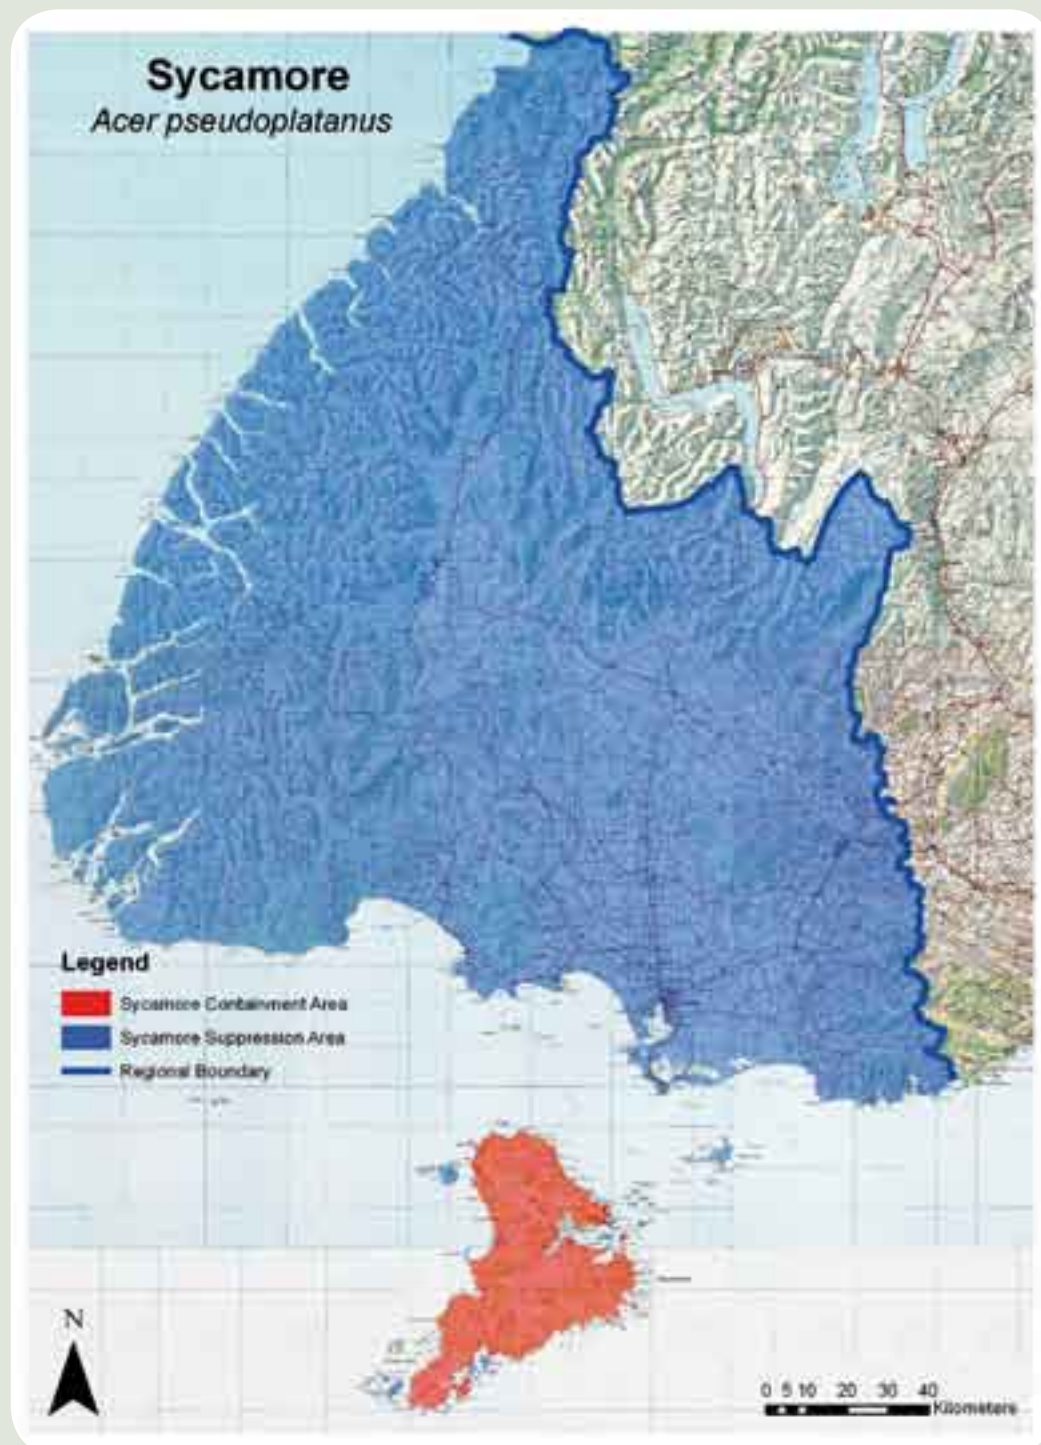 Sycamore
Acer pseudoplatanus
Legend
Sycamore Containment Area
Sycamore Suppression Area
Regional Boundary
N
0 5 10 20 30 40
Kilometers